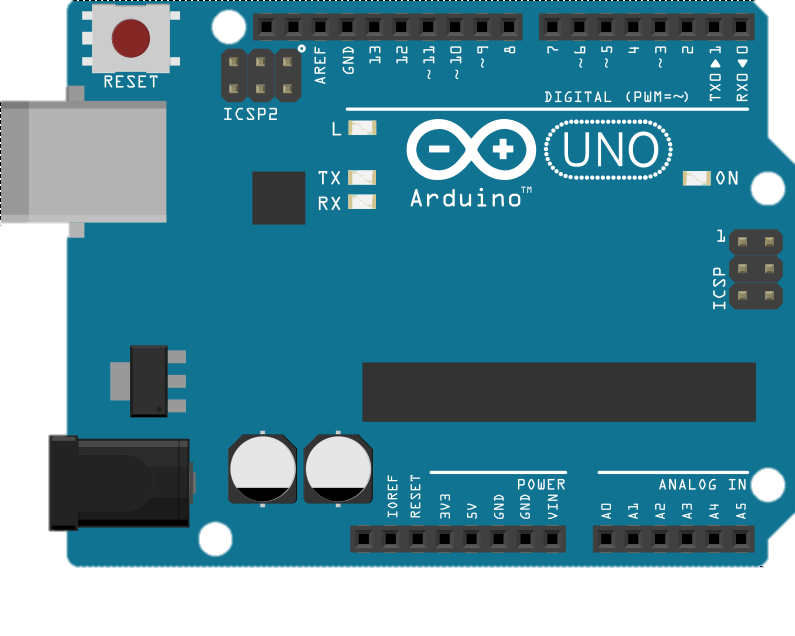 RESET
ICSP2
AREF
GND
13
12
~11
~10
~9
8
7
~6
~5
4
~3
2
TX0▶1
RX0◀0
DIGITAL (PWM=~)
L
TX
RX
UNO
Arduino™
ON
1
ICSP
IOREF
RESET
3V3
5V
GND
GND
VIN
POWER
ANALOG IN
A0
A1
A2
A3
A4
A5